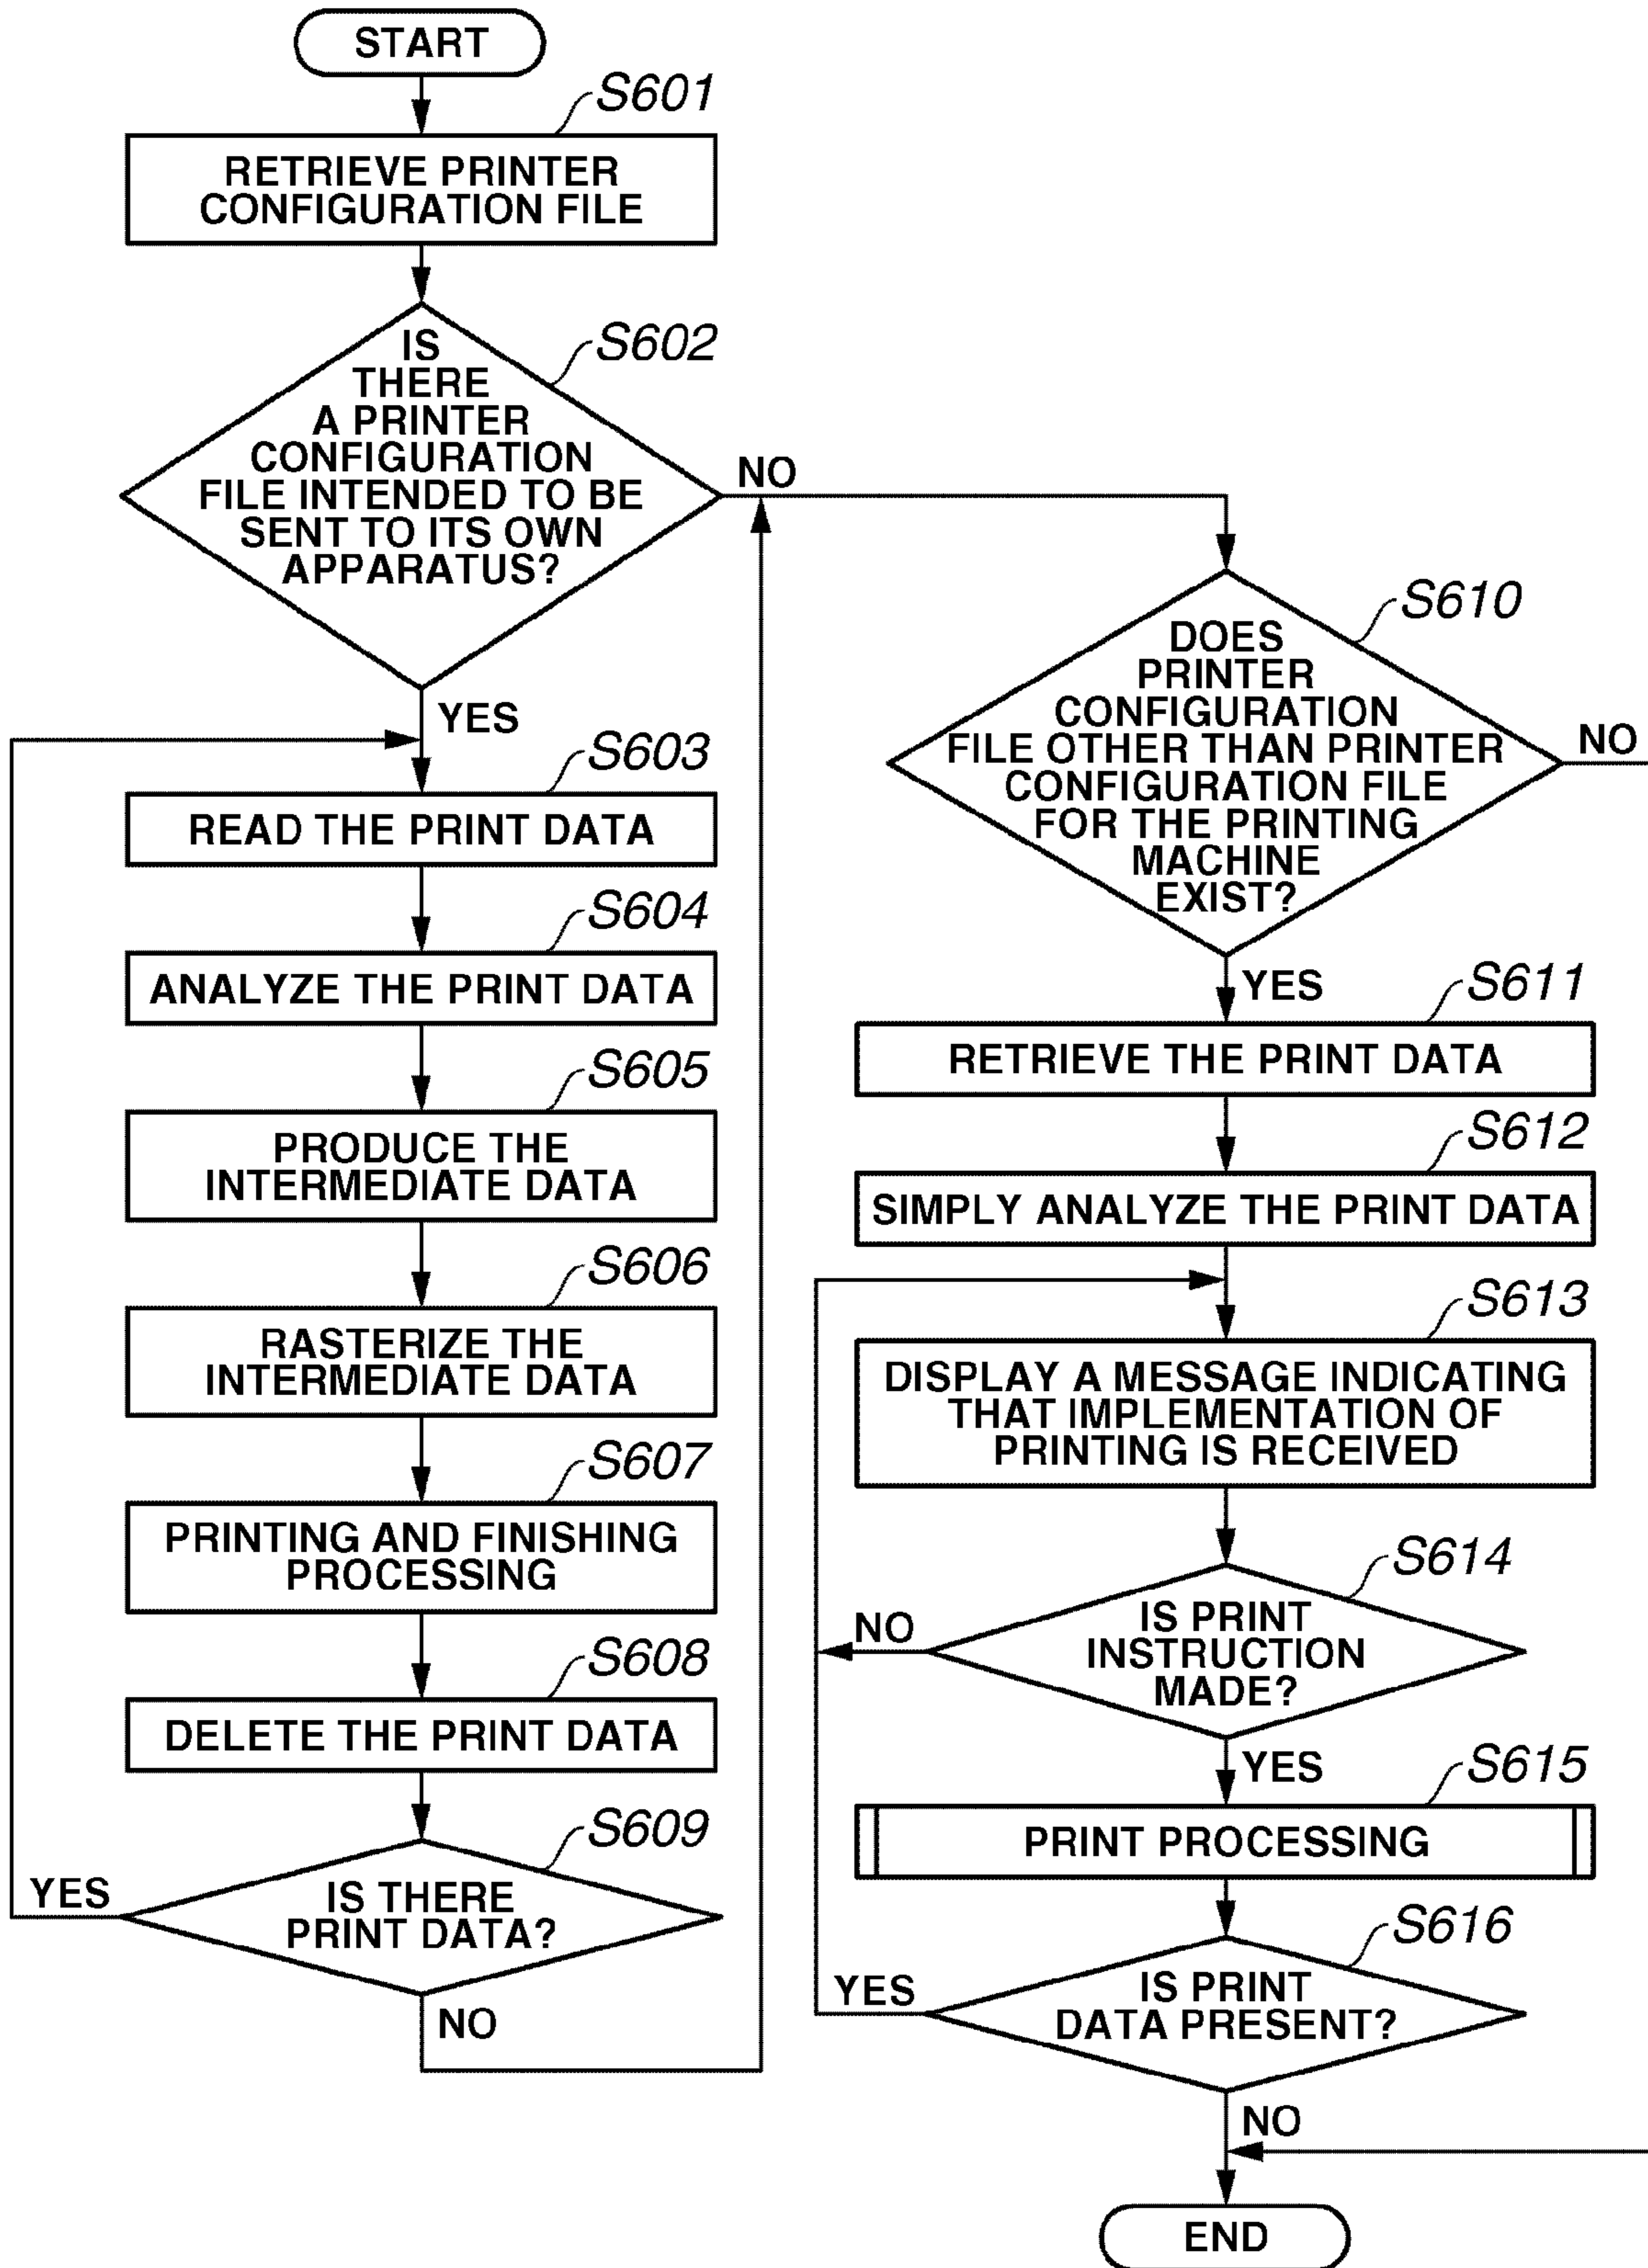 START
S601
RETRIEVE PRINTER
CONFIGURATION FILE
S602
IS
THERE
A PRINTER
CONFIGURATION
FILE INTENDED TO BE
SENT TO ITS OWN
APPARATUS?
NO
YES
S603
READ THE PRINT DATA
S604
ANALYZE THE PRINT DATA
S605
PRODUCE THE
INTERMEDIATE DATA
S606
RASTERIZE THE
INTERMEDIATE DATA
S607
PRINTING AND FINISHING
PROCESSING
S608
DELETE THE PRINT DATA
S609
IS THERE
PRINT DATA?
YES
NO
S610
DOES
PRINTER
CONFIGURATION
FILE OTHER THAN PRINTER
CONFIGURATION FILE
FOR THE PRINTING
MACHINE
EXIST?
NO
YES
S611
RETRIEVE THE PRINT DATA
S612
SIMPLY ANALYZE THE PRINT DATA
S613
DISPLAY A MESSAGE INDICATING
THAT IMPLEMENTATION OF
PRINTING IS RECEIVED
S614
IS PRINT
INSTRUCTION
MADE?
NO
YES
S615
PRINT PROCESSING
S616
IS PRINT
DATA PRESENT?
YES
NO
END